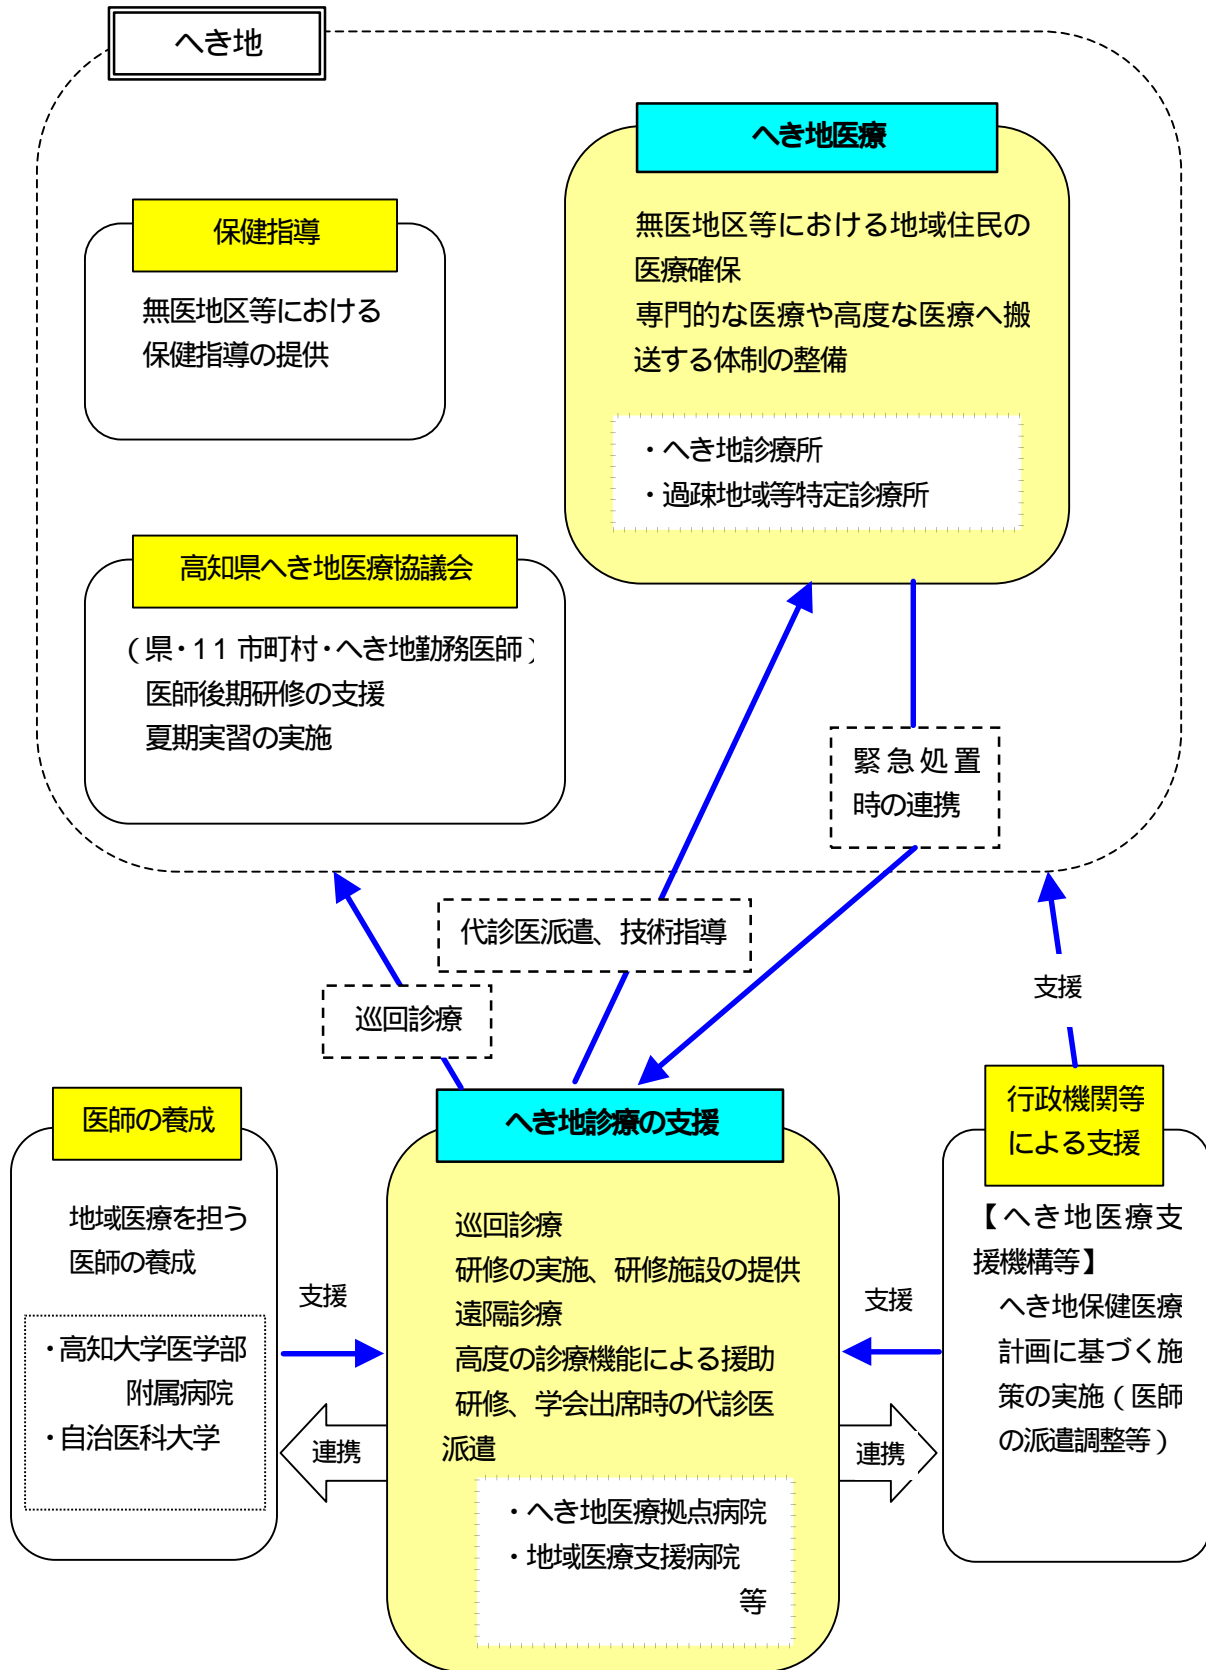 へき地
へき地医療
無医地区等における地域住民の
医療確保
専門的な医療や高度な医療へ搬
送する体制の整備
・へき地診療所
・過疎地域等特定診療所
保健指導
無医地区等における
保健指導の提供
高知県へき地医療協議会
（県・11 市町村・へき地勤務医師）
医師後期研修の支援
夏期実習の実施
緊急処置
時の連携
代診医派遣、技術指導
巡回診療
支援
医師の養成
地域医療を担う
医師の養成
・高知大学医学部
附属病院
・自治医科大学
支援
連携
へき地診療の支援
巡回診療
研修の実施、研修施設の提供
遠隔診療
高度の診療機能による援助
研修、学会出席時の代診医
派遣
・へき地医療拠点病院
・地域医療支援病院
等
支援
連携
行政機関等
による支援
【へき地医療支
援機構等】
へき地保健医療
計画に基づく施
策の実施（医師
の派遣調整等）